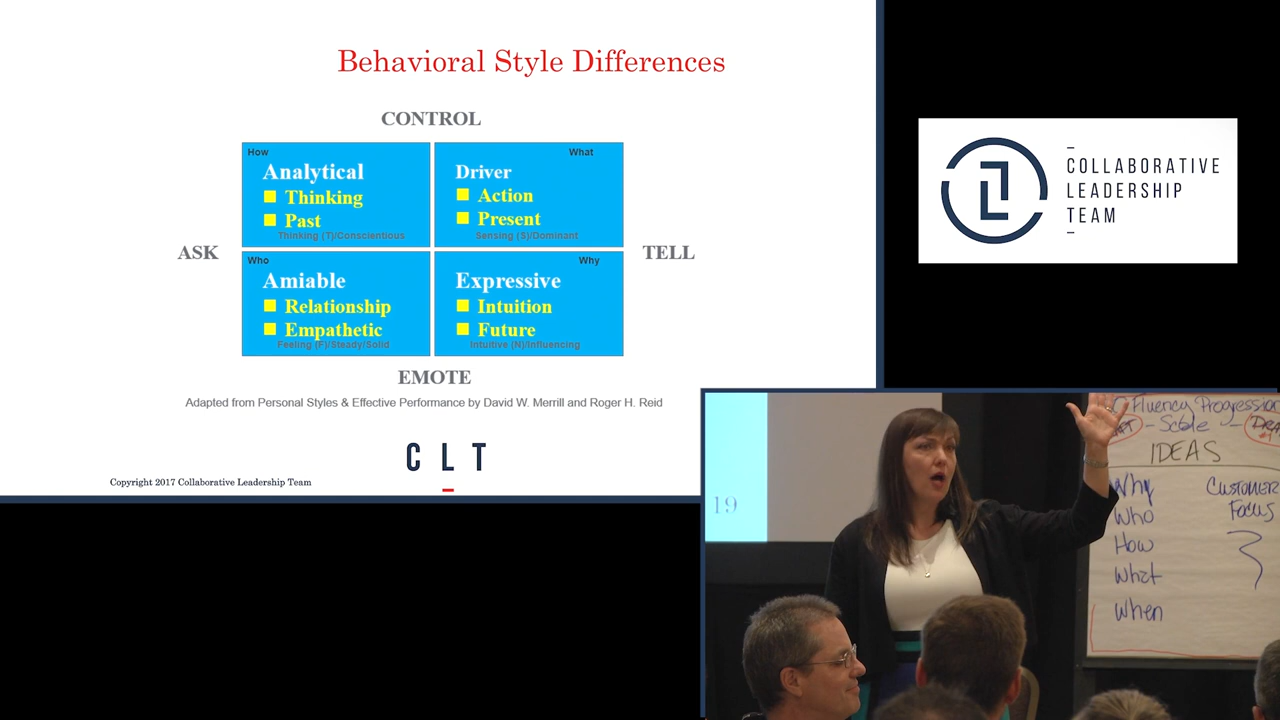 Behavioral Style Differences
CONTROL
How
Analytical
Thinking
Past
Thinking (T)/Conscientious
What
Driver
Action
Present
Sensing (S)/Dominant
ASK
TELL
Who
Amiable
Relationship
Empathetic
Feeling (F)/Steady/Solid
Why
Expressive
Intuition
Future
Intuitive (N)/Influencing
EMOTE
Adapted from Personal Styles & Effective Performance by David W. Merrill and Roger H. Reid
CLT
Copyright 2017 Collaborative Leadership Team
COLLABORATIVE
LEADERSHIP
TEAM
19
Fluency Progression
- Scale -
IDEAS
Why
Who
How
What
When
CUSTOMER
FOCUS